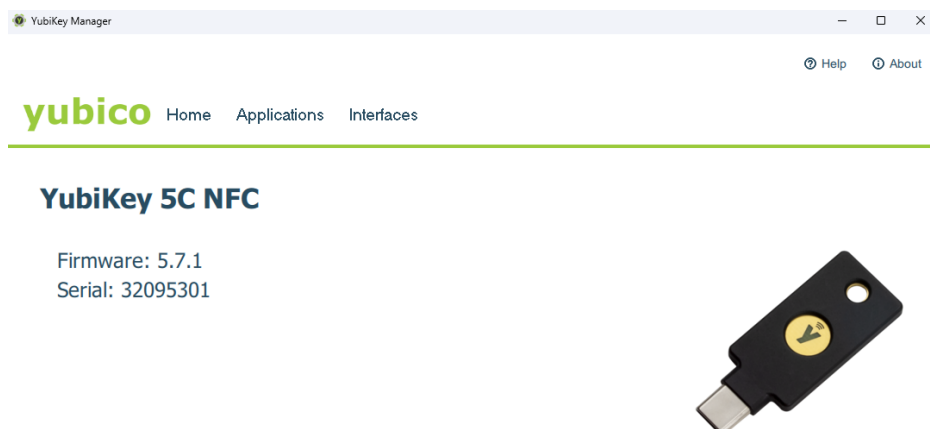 YubiKey Manager
Help About
yubico Home Applications Interfaces
YubiKey 5C NFC
Firmware: 5.7.1
Serial: 32095301